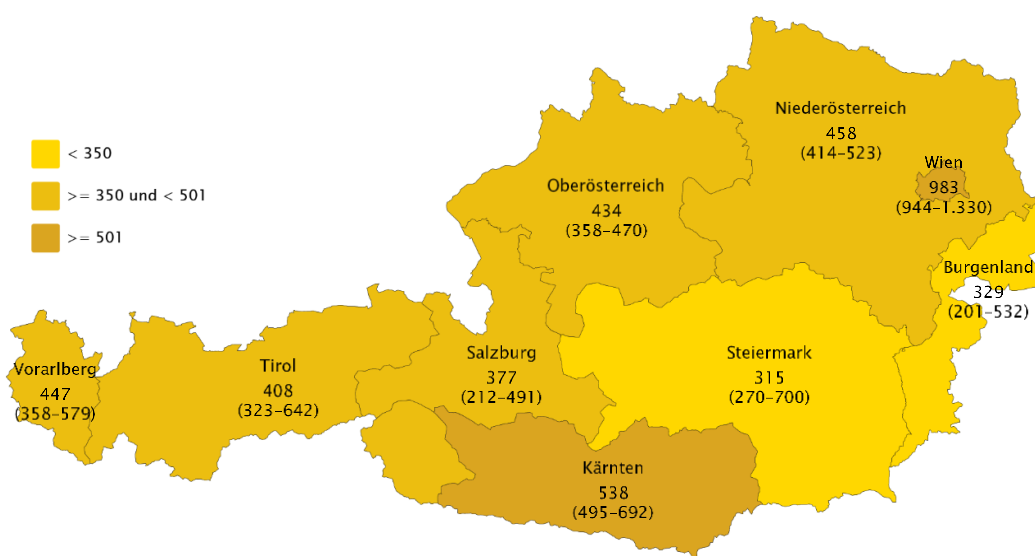 < 350
>= 350 und < 501
>= 501
Niederösterreich
458
(414–523)
Wien
983
(944–1.330)
Oberösterreich
434
(358–470)
Burgenland
329
(201–532)
Vorarlberg
447
(358–579)
Tirol
408
(323–642)
Salzburg
377
(212–491)
Steiermark
315
(270–700)
Kärnten
538
(495–692)